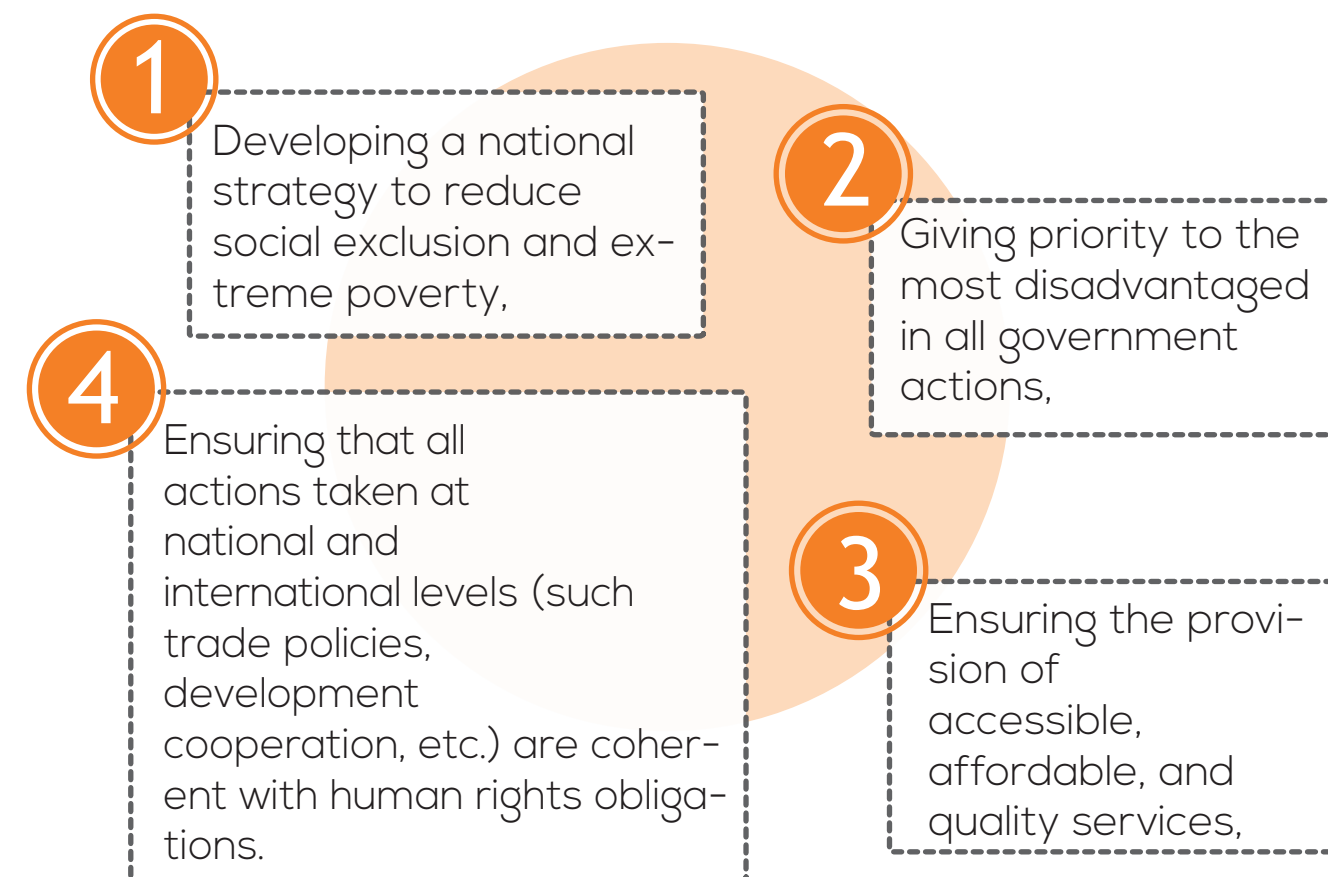 1
Developing a national
strategy to reduce
social exclusion and ex-
treme poverty,
2
Giving priority to the
most disadvantaged
in all government
actions,
3
Ensuring the provi-
sion of
accessible,
affordable, and
quality services,
4
Ensuring that all
actions taken at
national and
international levels (such
trade policies,
development
cooperation, etc.) are coher-
ent with human rights obliga-
tions.